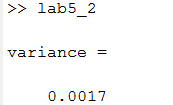 >> lab5_2
variance =
0.0017